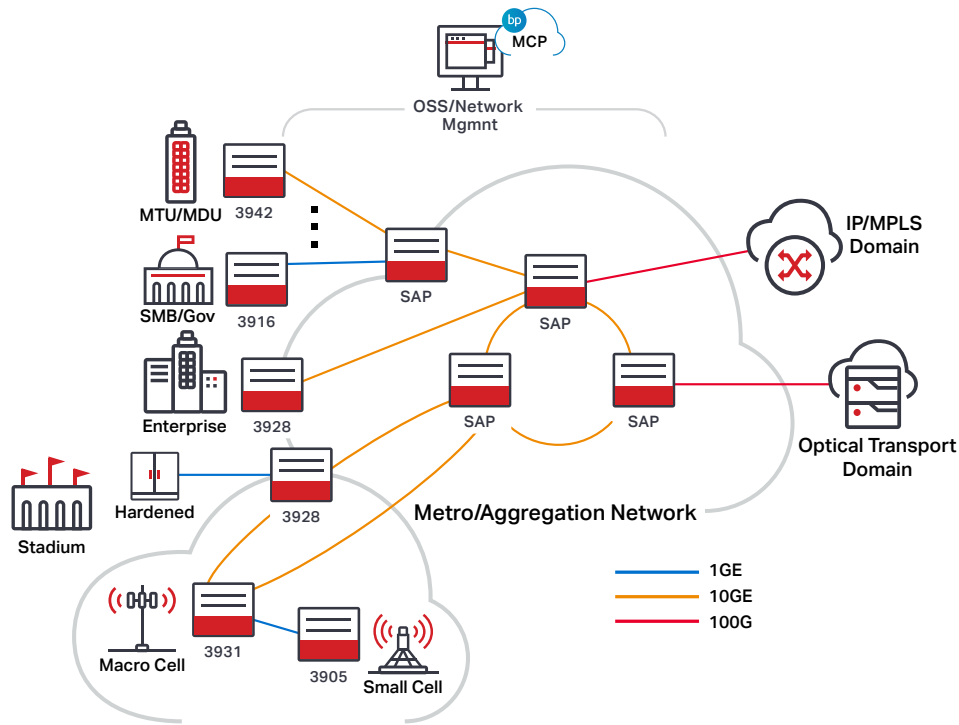 bp
MCP
OSS/Network
Mgmnt
MTU/MDU
3942
SMB/Gov
3916
SAP
SAP
IP/MPLS
Domain
Enterprise
3928
SAP
SAP
Optical Transport
Domain
Stadium
Hardened
3928
Metro/Aggregation Network
1GE
10GE
100G
Macro Cell
3931
3905
Small Cell